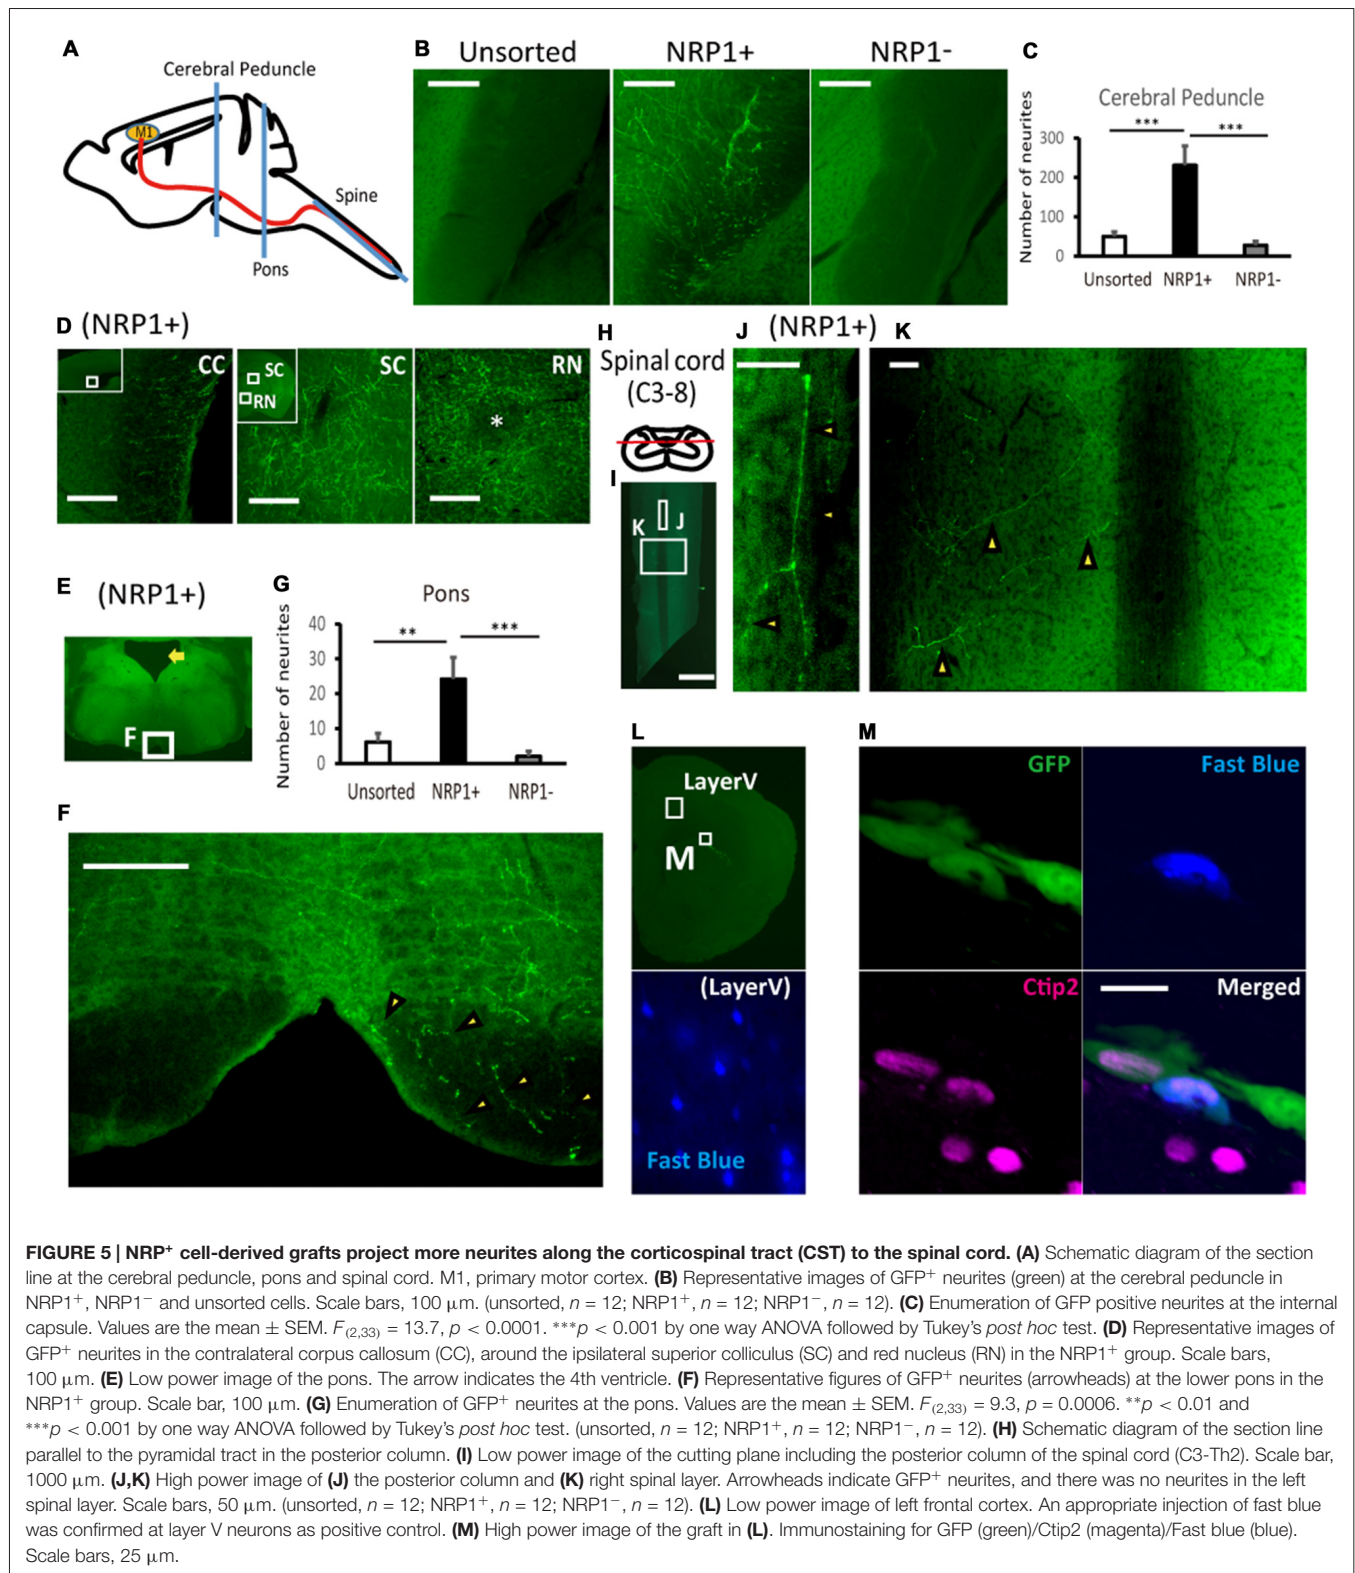 A
Cerebral Peduncle
M1
Spine
Pons
B
Unsorted
NRP1+
NRP1-
C
Cerebral Peduncle
Number of neurites
300
200
100
0
***
***
Unsorted
NRP1+
NRP1-
D
(NRP1+)
CC
SC
RN
SC
RN
*
H
Spinal cord
(C3-8)
I
K
J
J
(NRP1+)
K
E
(NRP1+)
F
G
Pons
Number of neurites
40
30
20
10
0
**
***
Unsorted
NRP1+
NRP1-
F
L
LayerV
M
(LayerV)
Fast Blue
M
GFP
Fast Blue
Ctip2
Merged
FIGURE 5 | NRP⁺ cell-derived grafts project more neurites along the corticospinal tract (CST) to the spinal cord. (A) Schematic diagram of the section
line at the cerebral peduncle, pons and spinal cord. M1, primary motor cortex. (B) Representative images of GFP⁺ neurites (green) at the cerebral peduncle in
NRP1⁺, NRP1⁻ and unsorted cells. Scale bars, 100 μm. (unsorted, n = 12; NRP1⁺, n = 12; NRP1⁻, n = 12). (C) Enumeration of GFP positive neurites at the internal
capsule. Values are the mean ± SEM. F(2,33) = 13.7, p < 0.0001. ***p < 0.001 by one way ANOVA followed by Tukey's post hoc test. (D) Representative images of
GFP⁺ neurites in the contralateral corpus callosum (CC), around the ipsilateral superior colliculus (SC) and red nucleus (RN) in the NRP1⁺ group. Scale bars,
100 μm. (E) Low power image of the pons. The arrow indicates the 4th ventricle. (F) Representative figures of GFP⁺ neurites (arrowheads) at the lower pons in the
NRP1⁺ group. Scale bar, 100 μm. (G) Enumeration of GFP⁺ neurites at the pons. Values are the mean ± SEM. F(2,33) = 9.3, p = 0.0006. **p < 0.01 and
***p < 0.001 by one way ANOVA followed by Tukey's post hoc test. (unsorted, n = 12; NRP1⁺, n = 12; NRP1⁻, n = 12). (H) Schematic diagram of the section line
parallel to the pyramidal tract in the posterior column. (I) Low power image of the cutting plane including the posterior column of the spinal cord (C3-Th2). Scale bar,
1000 μm. (J,K) High power image of (J) the posterior column and (K) right spinal layer. Arrowheads indicate GFP⁺ neurites, and there was no neurites in the left
spinal layer. Scale bars, 50 μm. (unsorted, n = 12; NRP1⁺, n = 12; NRP1⁻, n = 12). (L) Low power image of left frontal cortex. An appropriate injection of fast blue
was confirmed at layer V neurons as positive control. (M) High power image of the graft in (L). Immunostaining for GFP (green)/Ctip2 (magenta)/Fast blue (blue).
Scale bars, 25 μm.